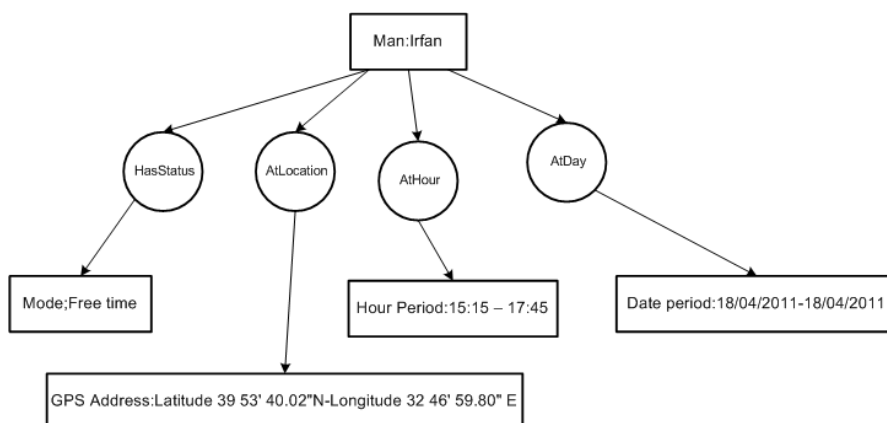 Man:Irfan
HasStatus
AtLocation
AtHour
AtDay
Mode;Free time
Hour Period:15:15 – 17:45
Date period:18/04/2011-18/04/2011
GPS Address:Latitude 39 53' 40.02"N-Longitude 32 46' 59.80" E